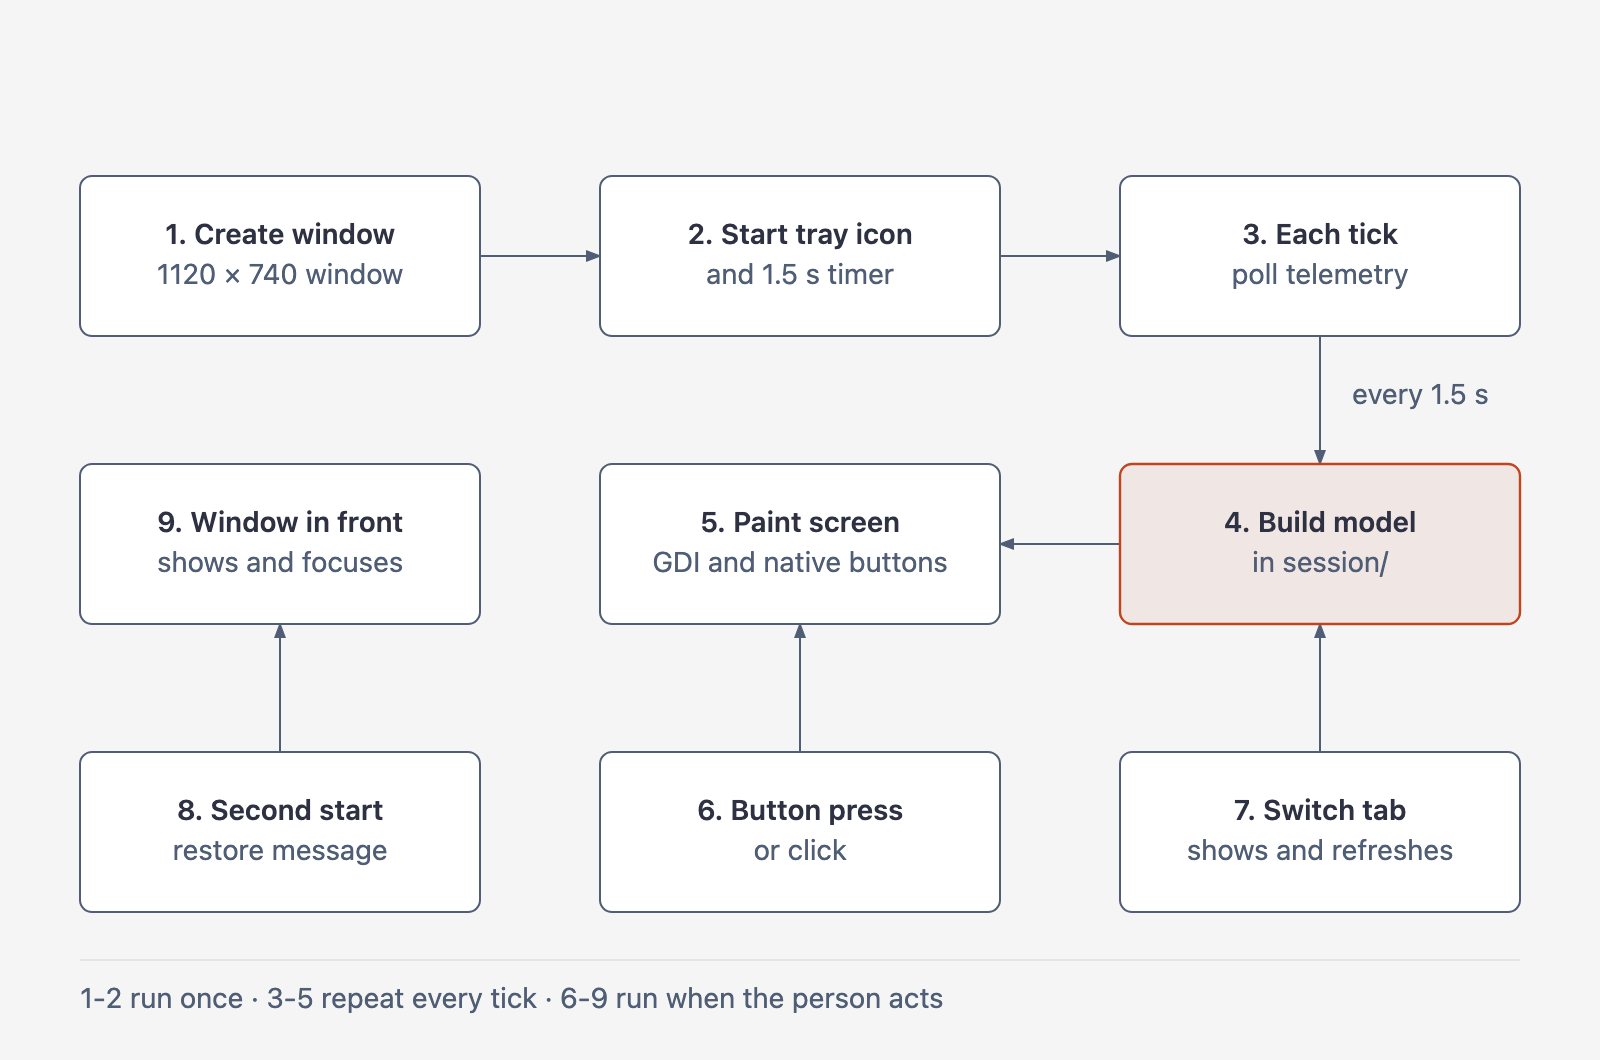 1. Create window
1120 × 740 window
2. Start tray icon
and 1.5 s timer
3. Each tick
poll telemetry
every 1.5 s
9. Window in front
shows and focuses
5. Paint screen
GDI and native buttons
4. Build model
in session/
8. Second start
restore message
6. Button press
or click
7. Switch tab
shows and refreshes
1-2 run once · 3-5 repeat every tick · 6-9 run when the person acts